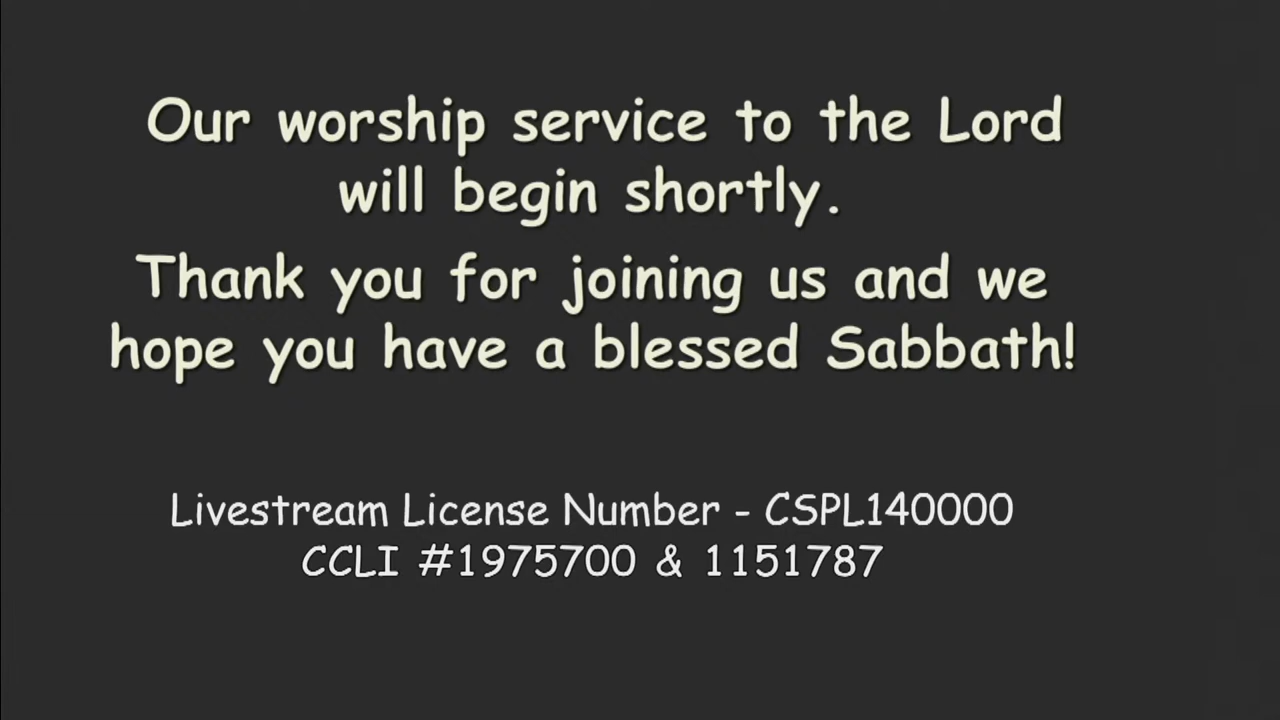 Our worship service to the Lord
will begin shortly.
Thank you for joining us and we
hope you have a blessed Sabbath!
Livestream License Number - CSPL140000
CCLI #1975700 & 1151787